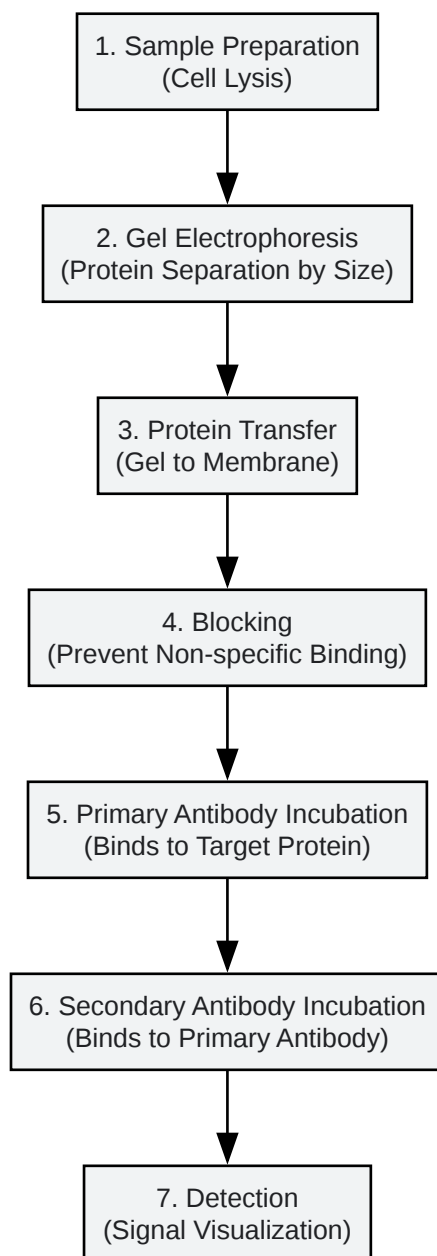 1. Sample Preparation
(Cell Lysis)
2. Gel Electrophoresis
(Protein Separation by Size)
3. Protein Transfer
(Gel to Membrane)
4. Blocking
(Prevent Non-specific Binding)
5. Primary Antibody Incubation
(Binds to Target Protein)
6. Secondary Antibody Incubation
(Binds to Primary Antibody)
7. Detection
(Signal Visualization)